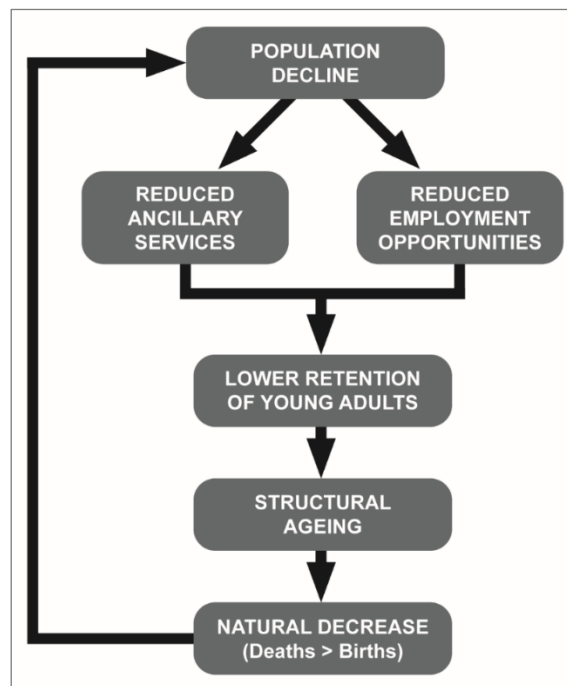 POPULATION
DECLINE
REDUCED
ANCILLARY
SERVICES
REDUCED
EMPLOYMENT
OPPORTUNITIES
LOWER RETENTION
OF YOUNG ADULTS
STRUCTURAL
AGEING
NATURAL DECREASE
(Deaths > Births)